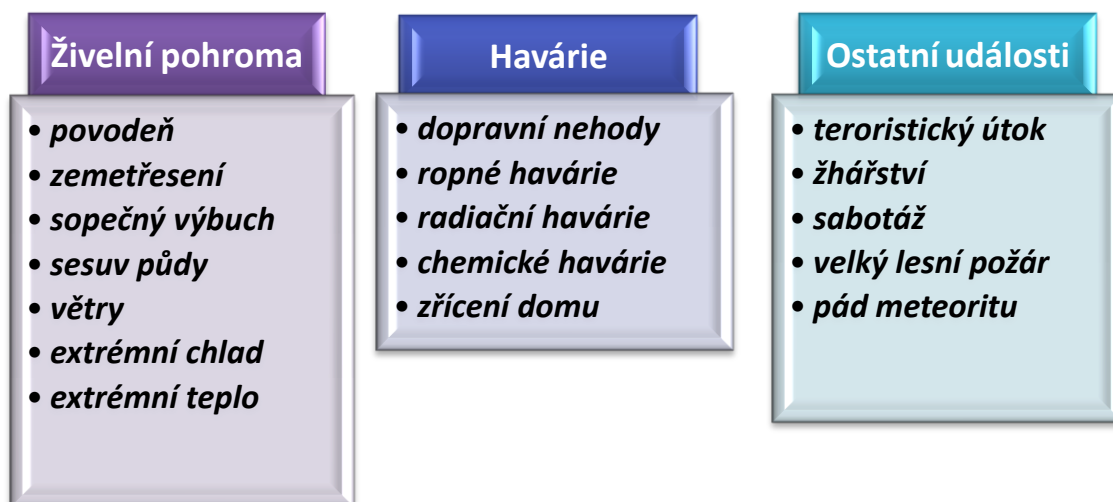 Živelní pohroma
• povodeň
• zemetřesení
• sopečný výbuch
• sesuv půdy
• větry
• extrémní chlad
• extrémní teplo
Havárie
• dopravní nehody
• ropné havárie
• radiační havárie
• chemické havárie
• zřícení domu
Ostatní události
• teroristický útok
• žhářství
• sabotáž
• velký lesní požár
• pád meteoritu